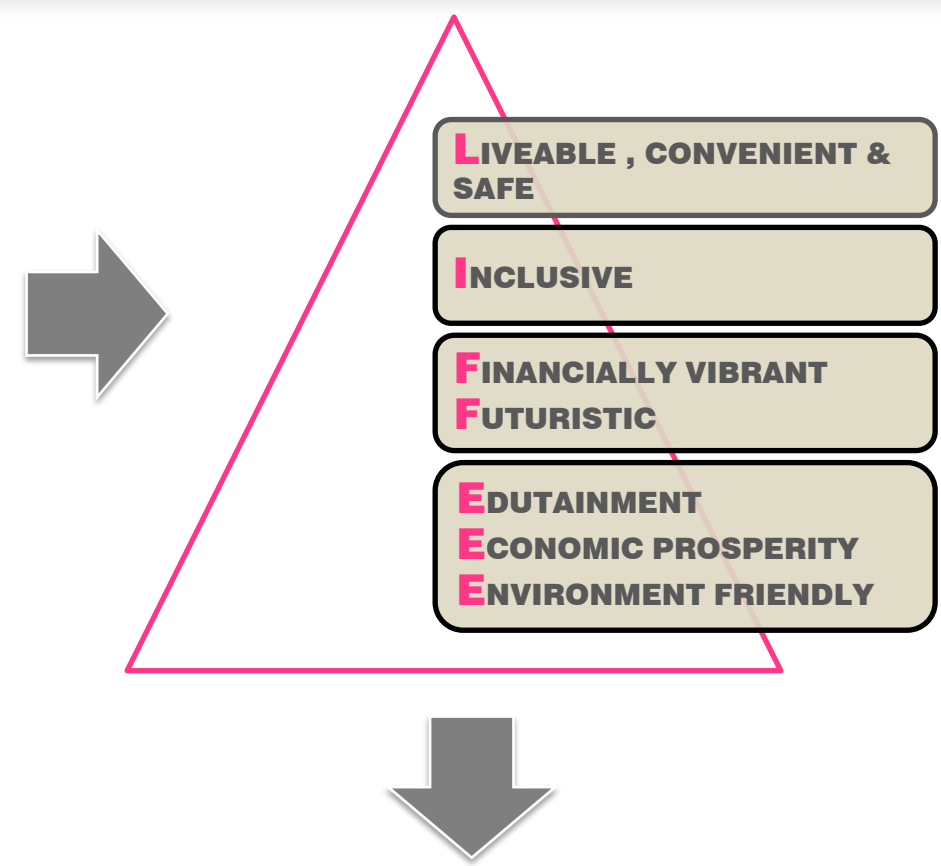 LIVEABLE , CONVENIENT &
SAFE
INCLUSIVE
FINANCIALLY VIBRANT
FUTURISTIC
EDUTAINMENT
ECONOMIC PROSPERITY
ENVIRONMENT FRIENDLY